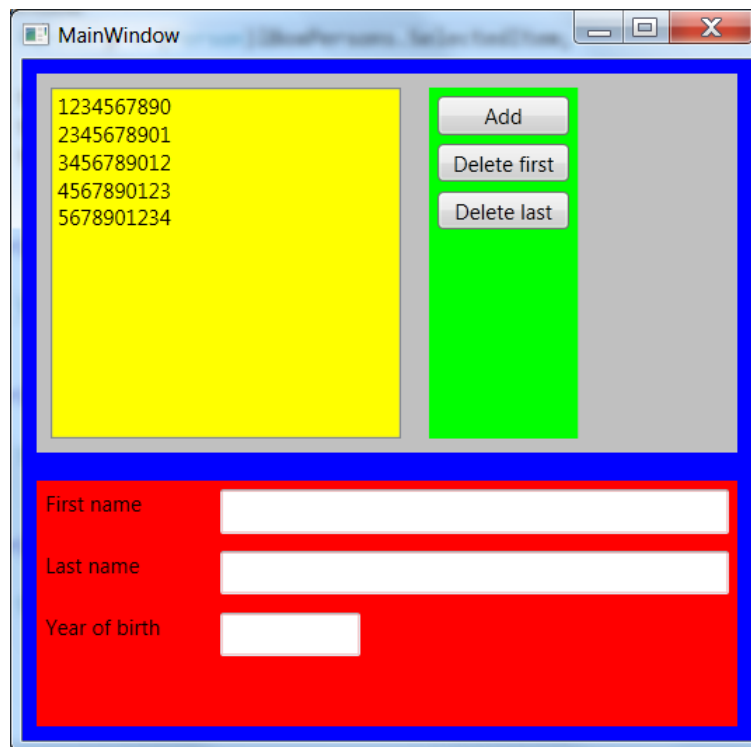 MainWindow
1234567890
2345678901
3456789012
4567890123
5678901234
Add
Delete first
Delete last
First name
Last name
Year of birth